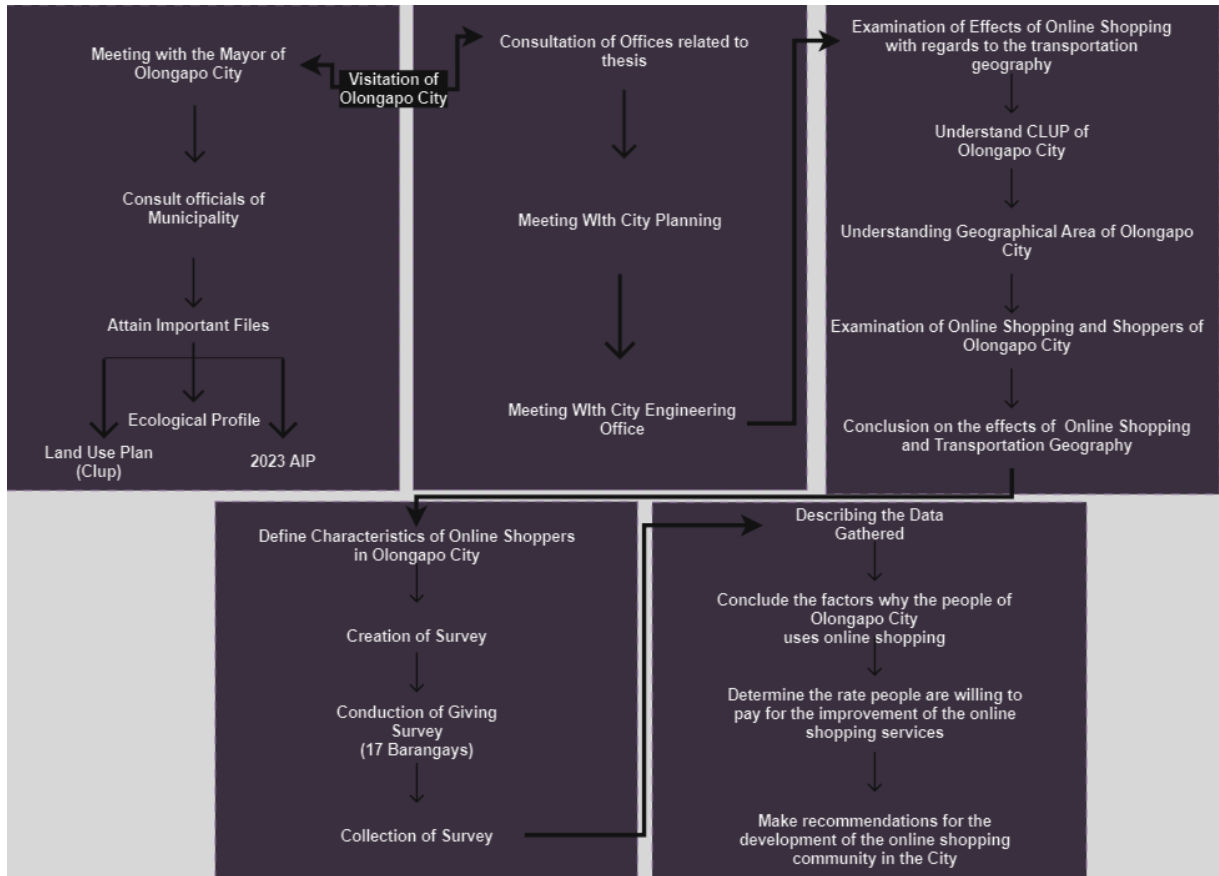 Visitation of
Olongapo City
Meeting with the Mayor of
Olongapo City
Consult officials of
Municipality
Attain Important Files
Land Use Plan
(Clup)
Ecological Profile
2023 AIP
Consultation of Offices related to
thesis
Meeting WIth City Planning
Meeting WIth City Engineering
Office
Examination of Effects of Online Shopping
with regards to the transportation
geography
Understand CLUP of
Olongapo City
Understanding Geographical Area of Olongapo
City
Examination of Online Shopping and Shoppers of
Olongapo City
Conclusion on the effects of Online Shopping
and Transportation Geography
Define Characteristics of Online Shoppers
in Olongapo City
Creation of Survey
Conduction of Giving
Survey
(17 Barangays)
Collection of Survey
Describing the Data
Gathered
Conclude the factors why the people of
Olongapo City
uses online shopping
Determine the rate people are willing to
pay for the improvement of the online
shopping services
Make recommendations for the
development of the online shopping
community in the City